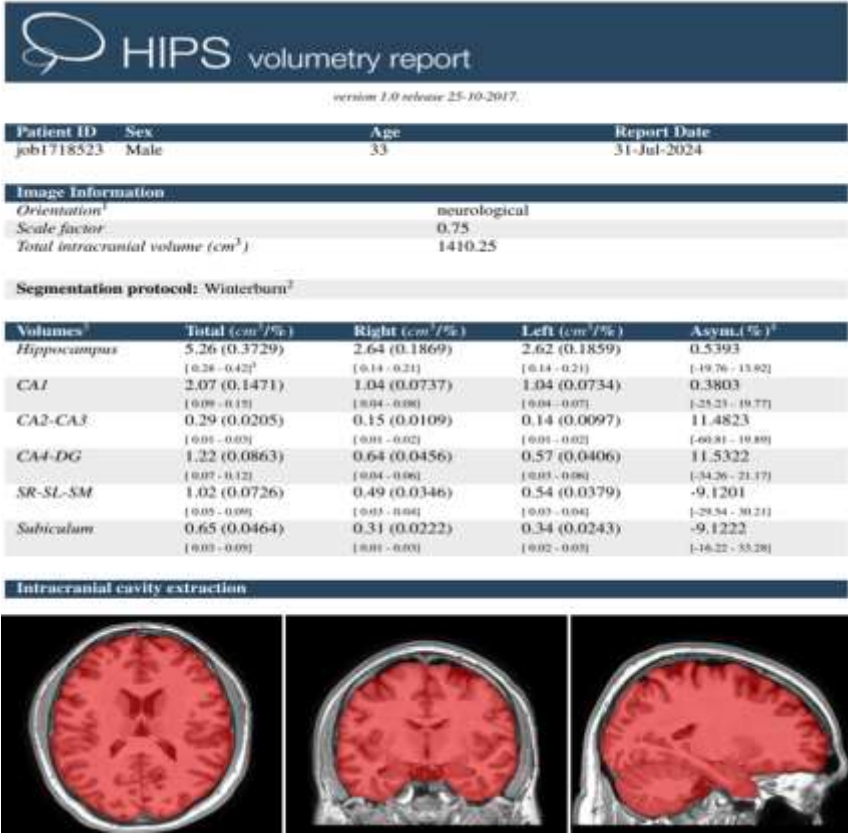 HIPS volumetry report
version 1.0 release 25-10-2017.
Patient ID Sex Age Report Date
job1718523 Male 33 31-Jul-2024
Image Information
Orientation¹ neurological
Scale factor 0.75
Total intracranial volume (cm³) 1410.25
Segmentation protocol: Winterburn²
Volumes³ Total (cm³/%) Right (cm³/%) Left (cm³/%) Asym.(%)⁴
Hippocampus 5.26 (0.3729) 2.64 (0.1869) 2.62 (0.1859) 0.5393
[ 0.28 - 0.42]⁵ [ 0.14 - 0.21] [ 0.14 - 0.21] [-19.76 - 13.92]
CA1 2.07 (0.1471) 1.04 (0.0737) 1.04 (0.0734) 0.3803
[ 0.09 - 0.15] [ 0.04 - 0.08] [ 0.04 - 0.07] [-25.23 - 19.77]
CA2-CA3 0.29 (0.0205) 0.15 (0.0109) 0.14 (0.0097) 11.4823
[ 0.01 - 0.03] [ 0.01 - 0.02] [ 0.01 - 0.02] [-60.81 - 19.89]
CA4-DG 1.22 (0.0863) 0.64 (0.0456) 0.57 (0.0406) 11.5322
[ 0.07 - 0.12] [ 0.04 - 0.06] [ 0.03 - 0.06] [-34.26 - 21.17]
SR-SL-SM 1.02 (0.0726) 0.49 (0.0346) 0.54 (0.0379) -9.1201
[ 0.05 - 0.09] [ 0.03 - 0.04] [ 0.03 - 0.04] [-29.54 - 30.21]
Subiculum 0.65 (0.0464) 0.31 (0.0222) 0.34 (0.0243) -9.1222
[ 0.03 - 0.05] [ 0.01 - 0.03] [ 0.02 - 0.03] [-16.22 - 33.28]
Intracranial cavity extraction